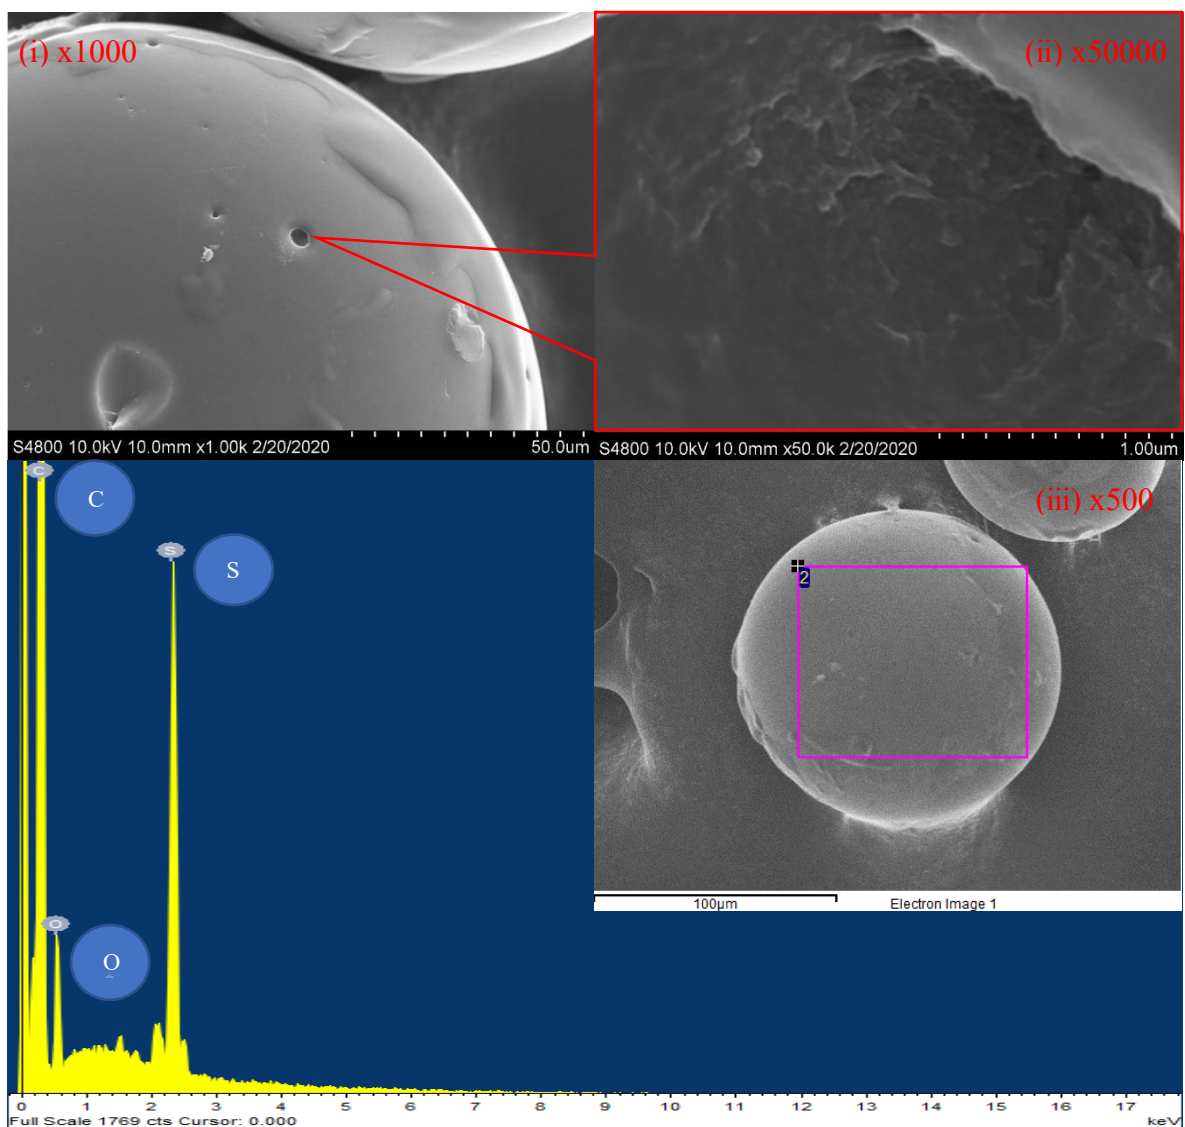 (i) x1000
(ii) x50000
S4800 10.0kV 10.0mm x1.00k 2/20/2020
50.0um
S4800 10.0kV 10.0mm x50.0k 2/20/2020
1.00um
C
C
S
S
(iii) x500
2
100µm
Electron Image 1
O
O
0 1 2 3 4 5 6 7 8 9 10 11 12 13 14 15 16 17
Full Scale 1769 cts Cursor: 0.000
keV